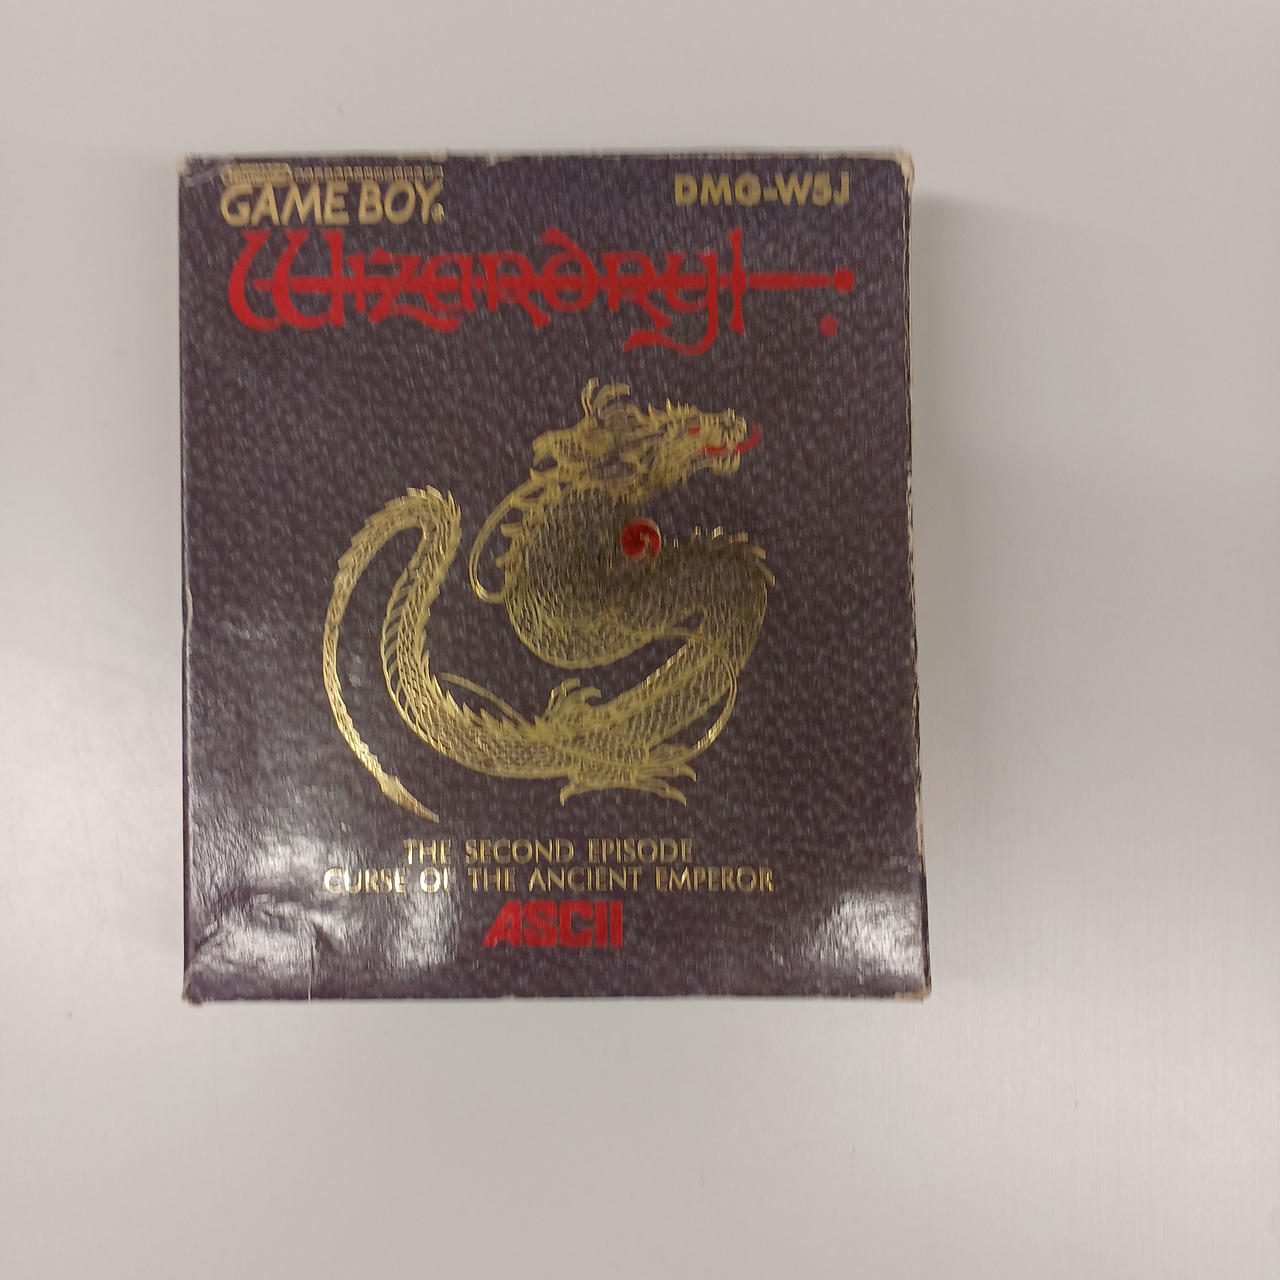 GAME BOY
DMG-W5J
Wizardry
THE SECOND EPISODE
CURSE OF THE ANCIENT EMPEROR
ASCII